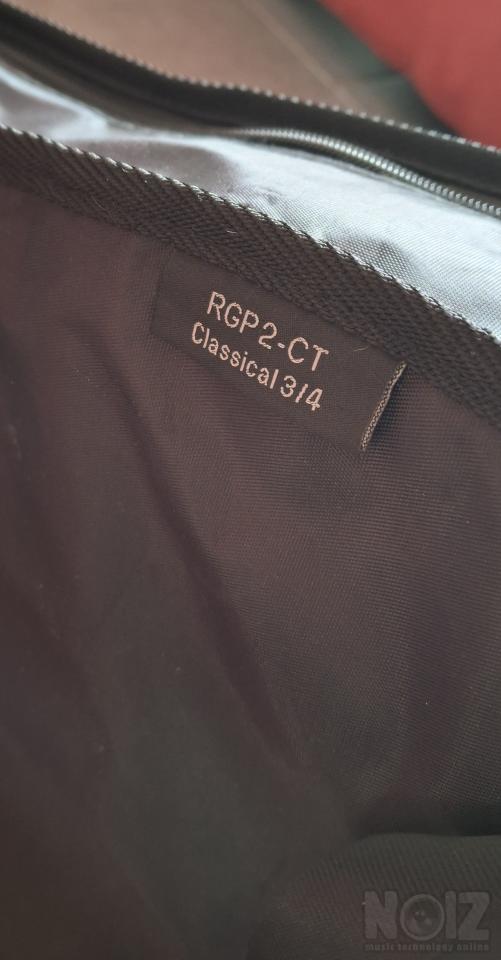 RGP2-CT
Classical 3/4
NOIZ
music technology online